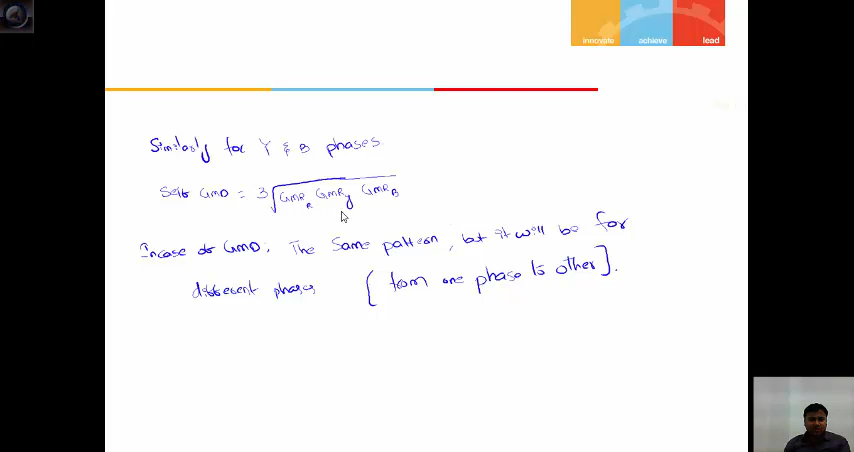 innovate achieve lead
Similarly for Y & B phases
Self GMD = 3√GMR_R GMR_y GMR_B
Incase of GMD, The Same pattern, but it will be for
different phases [from one phase to other].